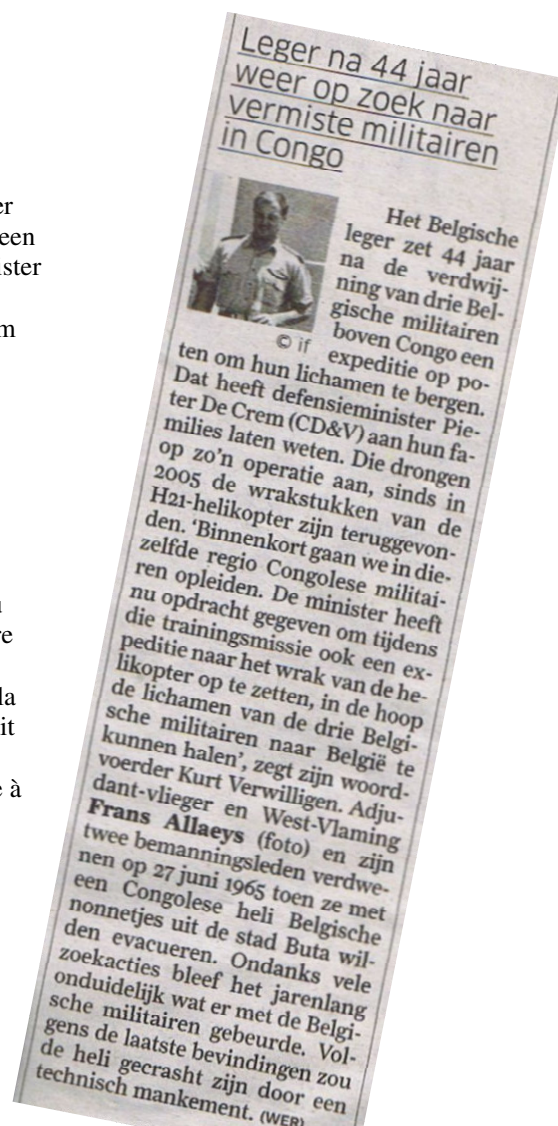 er
een
ster
m
re
la
it
e à
Leger na 44 jaar
weer op zoek naar
vermiste militairen
in Congo
Het Belgische
leger zet 44 jaar
na de verdwij-
ning van drie Bel-
gische militairen
boven Congo een
© if
expeditie op po-
ten om hun lichamen te bergen.
Dat heeft defensieminister Pie-
ter De Crem (CD&V) aan hun fa-
milies laten weten. Die drongen
op zo’n operatie aan, sinds in
2005 de wrakstukken van de
H21-helikopter zijn teruggevon-
den. ‘Binnenkort gaan we in die-
zelfde regio Congolese militai-
ren opleiden. De minister heeft
nu opdracht gegeven om tijdens
die trainingsmissie ook een ex-
peditie naar het wrak van de he-
likopter op te zetten, in de hoop
de lichamen van de drie Belgi-
sche militairen naar België te
kunnen halen’, zegt zijn woord-
voerder Kurt Verwilligen. Adju-
dant-vlieger en West-Vlaming
Frans Allaeys (foto) en zijn
twee bemanningsleden verdwe-
nen op 27 juni 1965 toen ze met
een Congolese heli Belgische
nonnetjes uit de stad Buta wil-
den evacueren. Ondanks vele
zoekacties bleef het jarenlang
onduidelijk wat er met de Belgi-
sche militairen gebeurde. Vol-
gens de laatste bevindingen zou
de heli gecrasht zijn door een
technisch mankement. (WER)